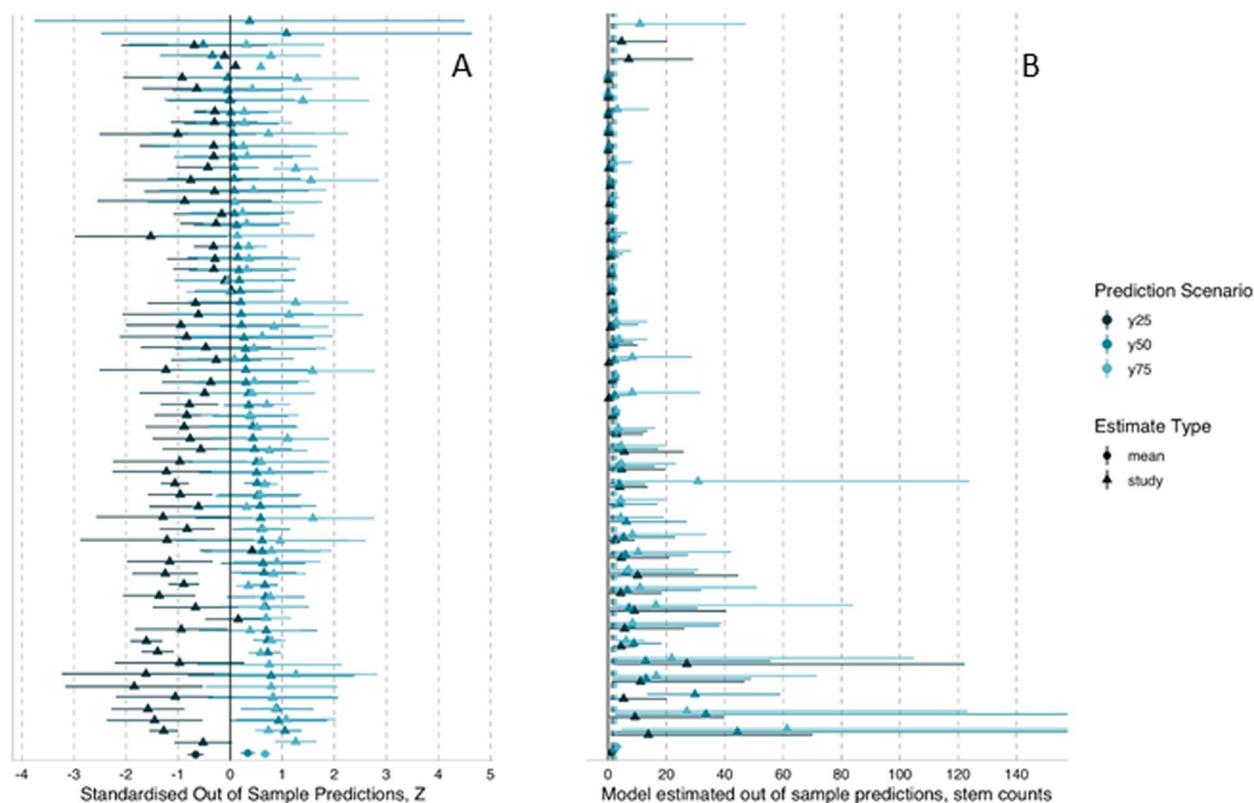 A
B
Prediction Scenario
y25
y50
y75
Estimate Type
mean
study
-4 -3 -2 -1 0 1 2 3 4 5
0 20 40 60 80 100 120 140
Standardised Out of Sample Predictions, Z
Model estimated out of sample predictions, stem counts